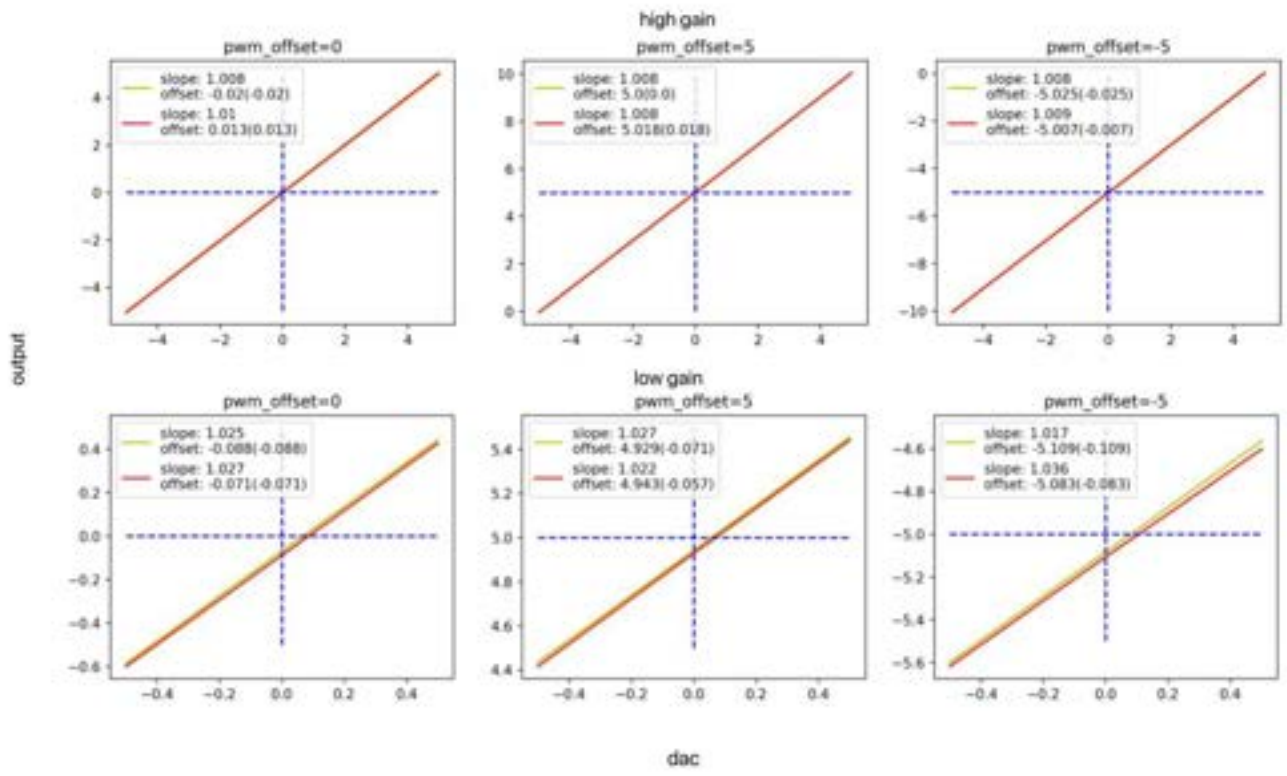 high gain
pwm_offset=0
slope: 1.008
offset: -0.02(-0.02)
slope: 1.01
offset: 0.013(0.013)
4
2
0
−2
−4
−4 −2 0 2 4
pwm_offset=5
slope: 1.008
offset: 5.0(0.0)
slope: 1.008
offset: 5.018(0.018)
10
8
6
4
2
0
−4 −2 0 2 4
pwm_offset=-5
slope: 1.008
offset: -5.025(-0.025)
slope: 1.009
offset: -5.007(-0.007)
0
−2
−4
−6
−8
−10
−4 −2 0 2 4
output
low gain
pwm_offset=0
slope: 1.025
offset: -0.088(-0.088)
slope: 1.027
offset: -0.071(-0.071)
0.4
0.2
0.0
−0.2
−0.4
−0.6
−0.4 −0.2 0.0 0.2 0.4
pwm_offset=5
slope: 1.027
offset: 4.929(-0.071)
slope: 1.022
offset: 4.943(-0.057)
5.4
5.2
5.0
4.8
4.6
4.4
−0.4 −0.2 0.0 0.2 0.4
pwm_offset=-5
slope: 1.017
offset: -5.109(-0.109)
slope: 1.036
offset: -5.083(-0.083)
−4.6
−4.8
−5.0
−5.2
−5.4
−5.6
−0.4 −0.2 0.0 0.2 0.4
dac